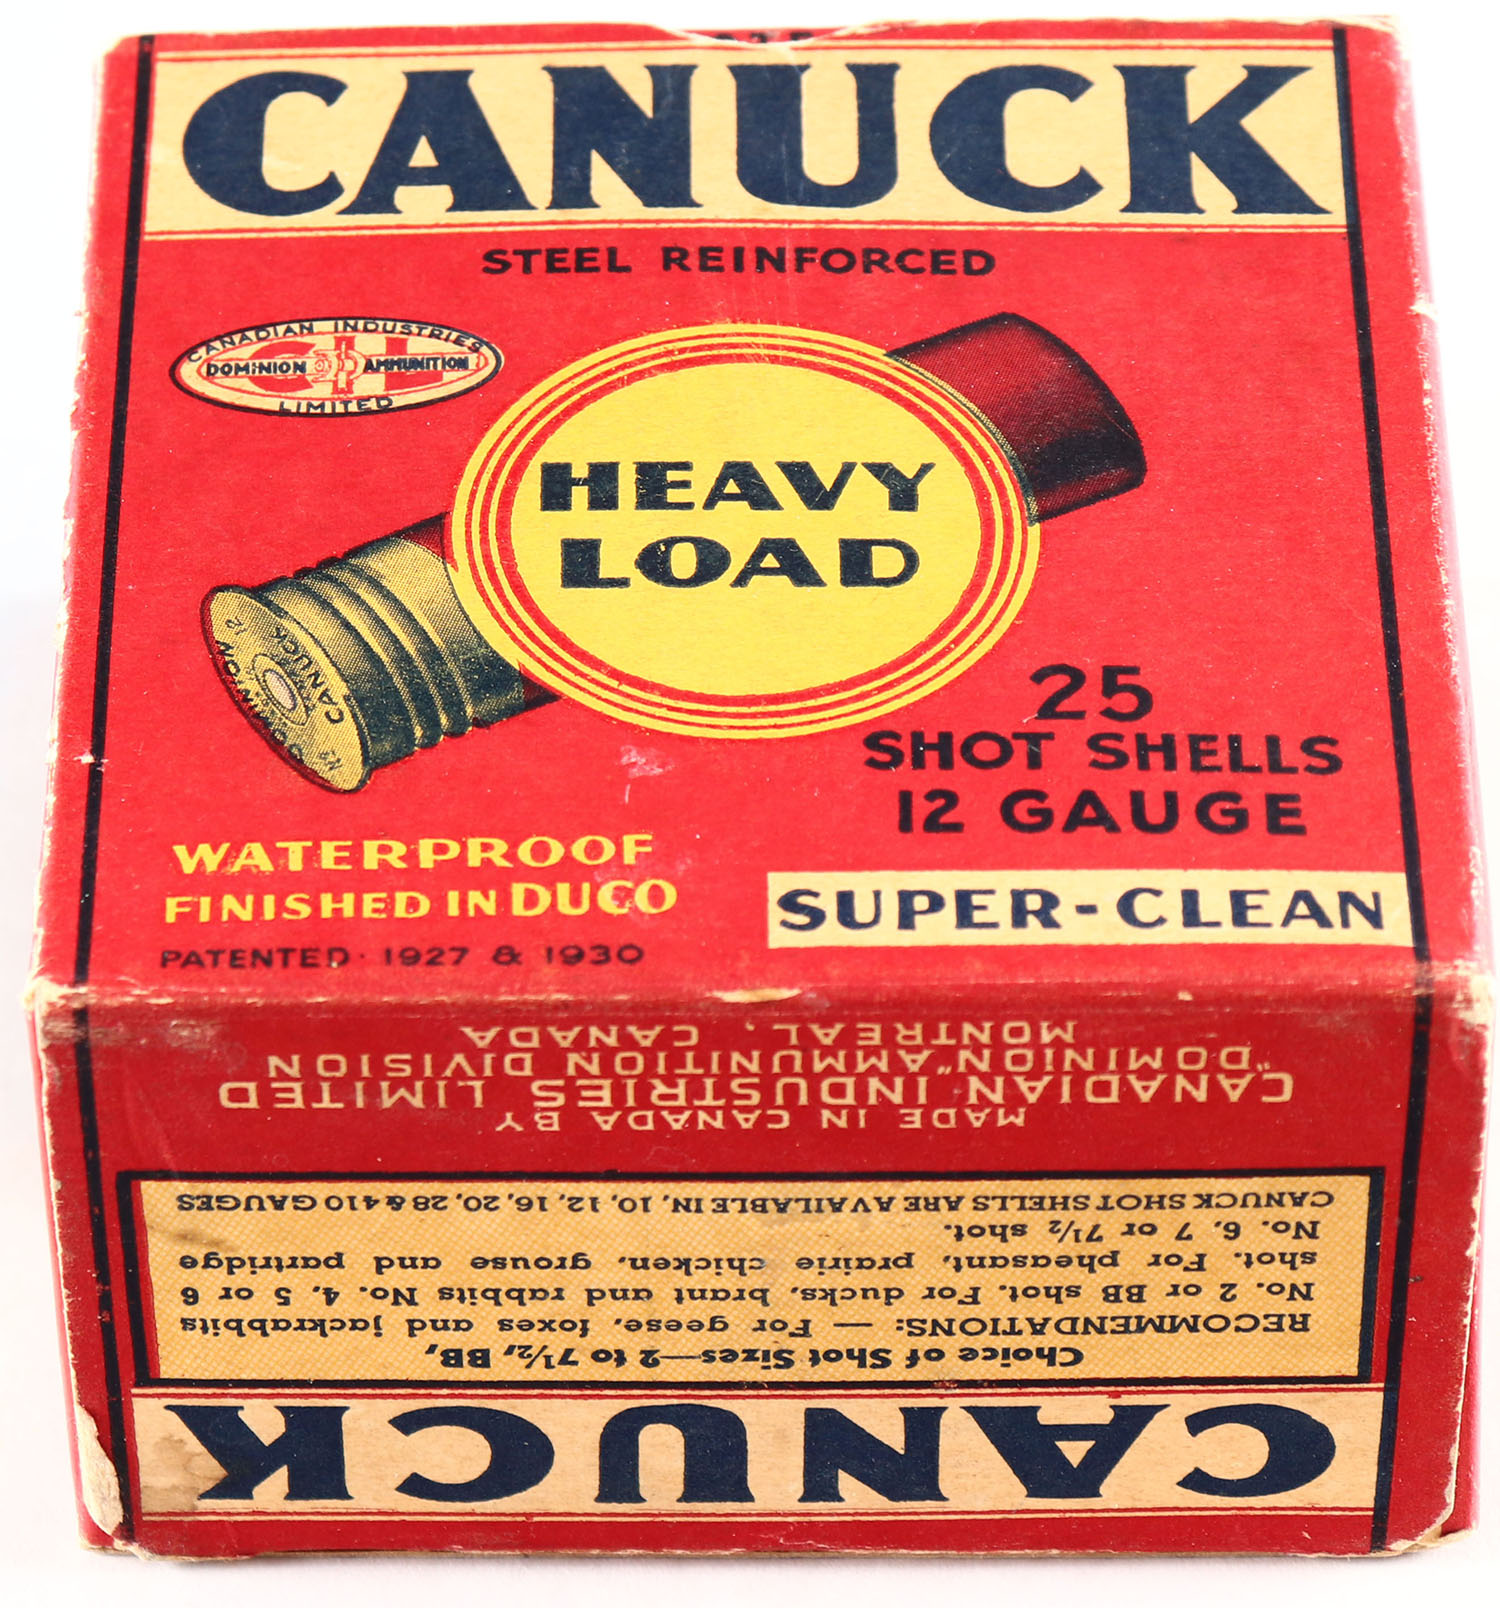 CANUCK
STEEL REINFORCED
CANADIAN INDUSTRIES
DOMINION AMMUNITION
LIMITED
HEAVY
LOAD
12
DOMINION
CANUCK
No
25
SHOT SHELLS
12 GAUGE
WATERPROOF
FINISHED IN DUCO
PATENTED · 1927 & 1930
SUPER-CLEAN
CANUCK
Choice of Shot Sizes—2 to 7½, BB,
RECOMMENDATIONS: — For geese, foxes and jackrabbits
No. 2 or BB shot. For ducks, brant and rabbits No. 4, 5 or 6
shot. For pheasant, prairie chicken, grouse and partridge
No. 6, 7 or 7½ shot.
CANUCK SHOT SHELLS ARE AVAILABLE IN, 10, 12, 16, 20, 28 & 410 GAUGES
MADE IN CANADA BY
CANADIAN INDUSTRIES LIMITED
"DOMINION" AMMUNITION DIVISION
MONTREAL, CANADA